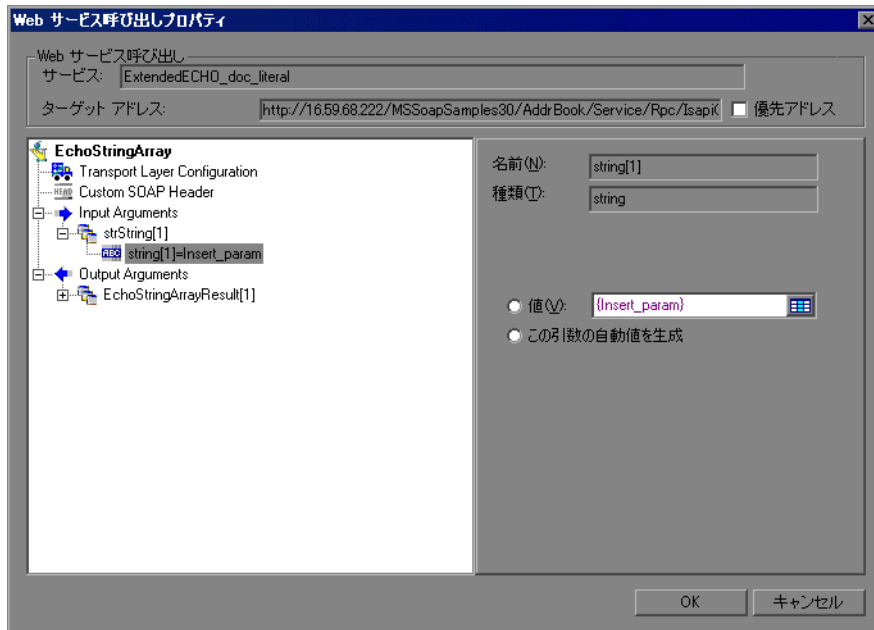 Web サービス呼び出しプロパティ
Web サービス呼び出し
サービス: ExtendedECHO_doc_literal
ターゲット アドレス: http://16.59.68.222/MSSoapSamples30/AddrBook/Service/Rpc/IsapiC 優先アドレス
EchoStringArray
Transport Layer Configuration
HEAD Custom SOAP Header
Input Arguments
strString[1]
ABC string[1]=Insert_param
Output Arguments
EchoStringArrayResult[1]
名前(N): string[1]
種類(T): string
値(V): {Insert_param}
この引数の自動値を生成
OK キャンセル